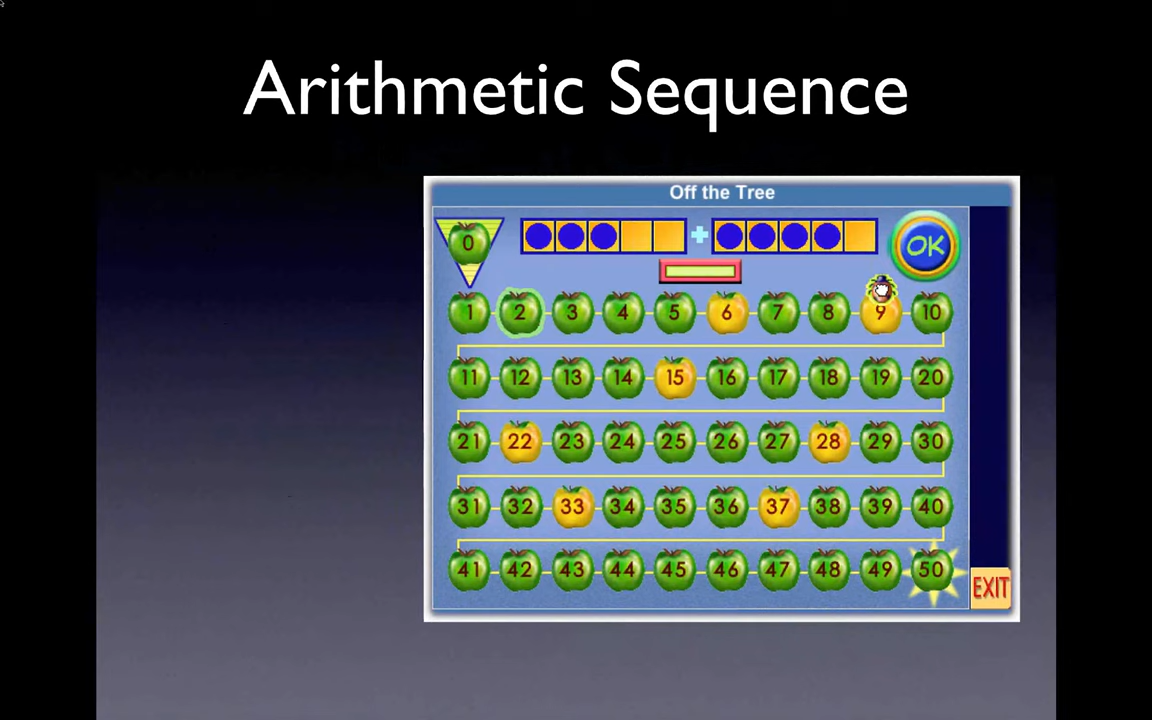 Arithmetic Sequence
Off the Tree
0
+
OK
1 2 3 4 5 6 7 8 9 10
11 12 13 14 15 16 17 18 19 20
21 22 23 24 25 26 27 28 29 30
31 32 33 34 35 36 37 38 39 40
41 42 43 44 45 46 47 48 49 50
EXIT